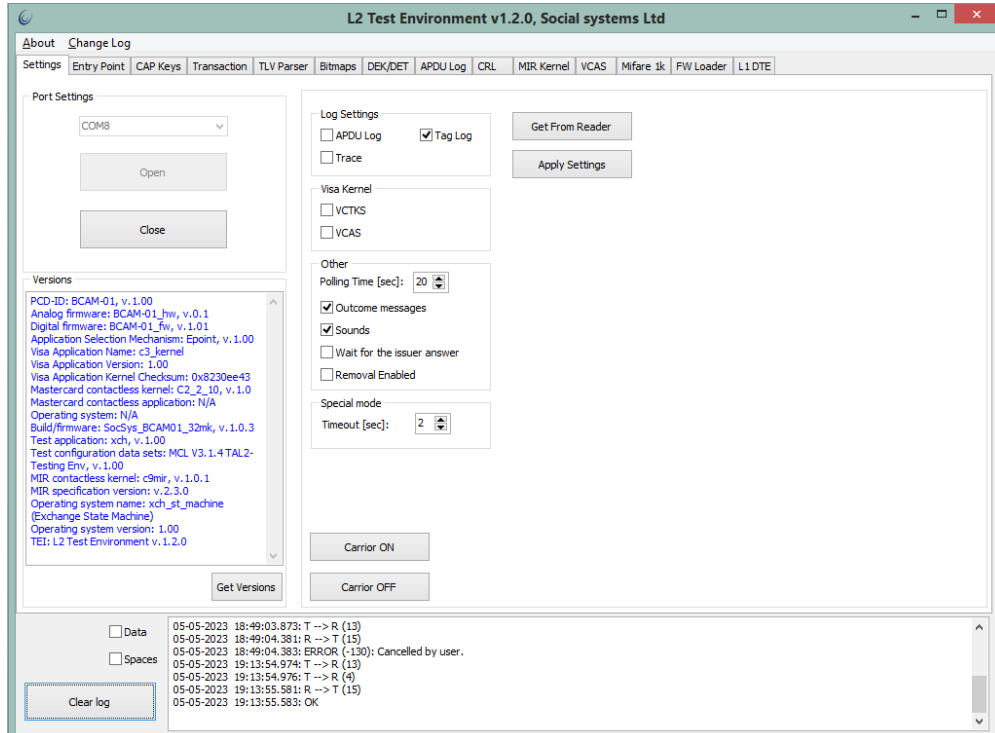 L2 Test Environment v1.2.0, Social systems Ltd
About Change Log
Settings Entry Point CAP Keys Transaction TLV Parser Bitmaps DEK/DET APDU Log CRL MIR Kernel VCAS Mifare 1k FW Loader L1 DTE
Port Settings
COM8
Open
Close
Versions
PCD-ID: BCAM-01, v.1.00
Analog firmware: BCAM-01_hw, v.0.1
Digital firmware: BCAM-01_fw, v.1.01
Application Selection Mechanism: Epoint, v.1.00
Visa Application Name: c3_kernel
Visa Application Version: 1.00
Visa Application Kernel Checksum: 0x8230ee43
Mastercard contactless kernel: C2_2_10, v.1.0
Mastercard contactless application: N/A
Operating system: N/A
Build/firmware: SocSys_BCAM01_32mk, v.1.0.3
Test application: xch, v.1.00
Test configuration data sets: MCL V3.1.4 TAL2-
Testing Env, v.1.00
MIR contactless kernel: c9mir, v.1.0.1
MIR specification version: v.2.3.0
Operating system name: xch_st_machine
(Exchange State Machine)
Operating system version: 1.00
TEI: L2 Test Environment v.1.2.0
Get Versions
Log Settings
APDU Log Tag Log
Trace
Visa Kernel
VCTKS
VCAS
Other
Polling Time [sec]: 20
Outcome messages
Sounds
Wait for the issuer answer
Removal Enabled
Special mode
Timeout [sec]: 2
Carrior ON
Carrior OFF
Get From Reader
Apply Settings
Data
Spaces
Clear log
05-05-2023 18:49:03.873: T --> R (13)
05-05-2023 18:49:04.381: R --> T (15)
05-05-2023 18:49:04.383: ERROR (-130): Cancelled by user.
05-05-2023 19:13:54.974: T --> R (13)
05-05-2023 19:13:54.976: T --> R (4)
05-05-2023 19:13:55.581: R --> T (15)
05-05-2023 19:13:55.583: OK